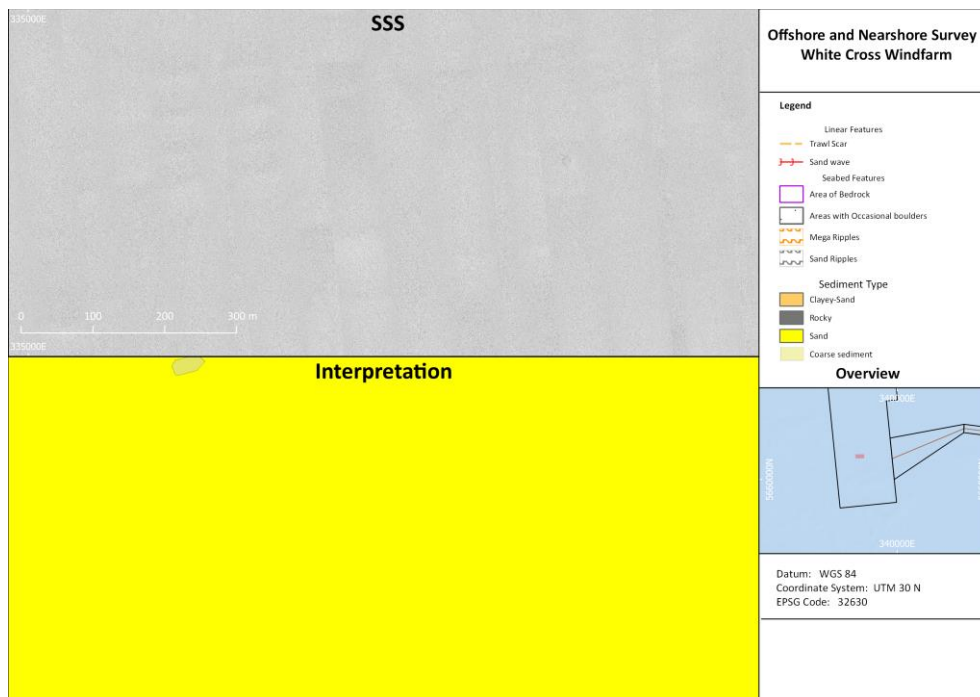 335000E
SSS
0 100 200 300 m
335000E
Interpretation
Offshore and Nearshore Survey
White Cross Windfarm
Legend
Linear Features
Trawl Scar
Sand wave
Seabed Features
Area of Bedrock
Areas with Occasional boulders
Mega Ripples
Sand Ripples
Sediment Type
Clayey-Sand
Rocky
Sand
Coarse sediment
Overview
340000E
5660000N
340000E
Datum: WGS 84
Coordinate System: UTM 30 N
EPSG Code: 32630